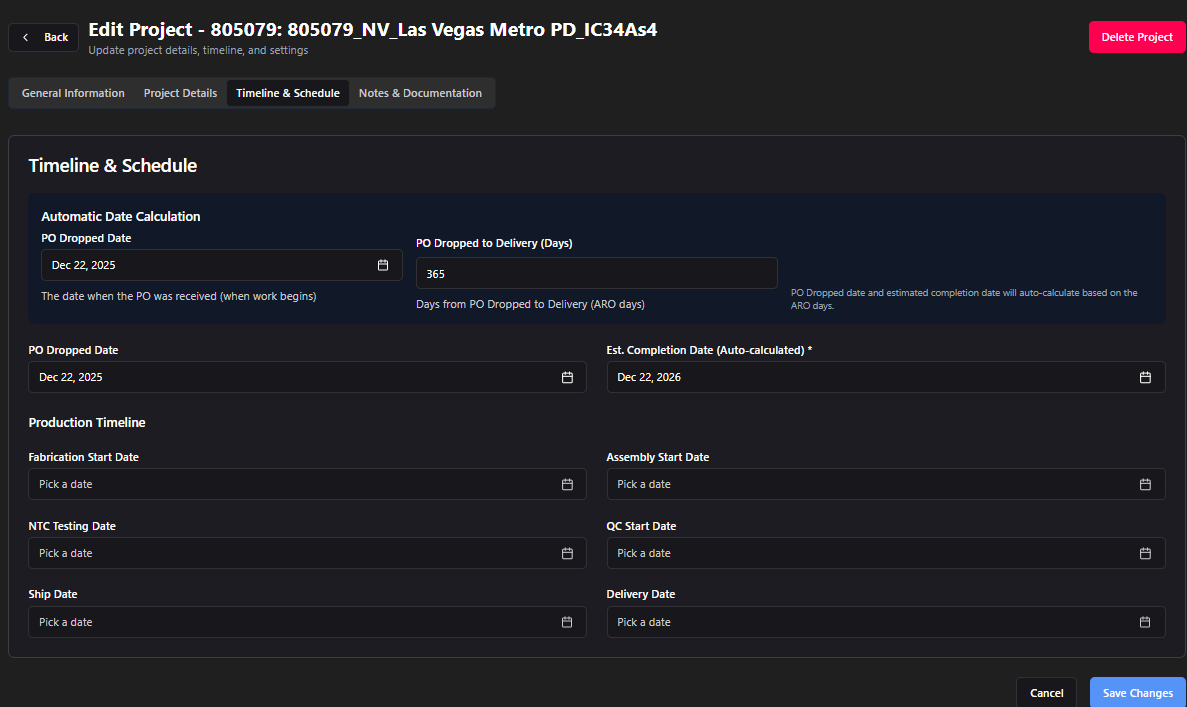 Back
Edit Project - 805079: 805079_NV_Las Vegas Metro PD_IC34As4
Update project details, timeline, and settings
Delete Project
General Information
Project Details
Timeline & Schedule
Notes & Documentation
Timeline & Schedule
Automatic Date Calculation
PO Dropped Date
Dec 22, 2025
The date when the PO was received (when work begins)
PO Dropped to Delivery (Days)
365
Days from PO Dropped to Delivery (ARO days)
PO Dropped date and estimated completion date will auto-calculate based on the
ARO days.
PO Dropped Date
Dec 22, 2025
Est. Completion Date (Auto-calculated) *
Dec 22, 2026
Production Timeline
Fabrication Start Date
Pick a date
Assembly Start Date
Pick a date
NTC Testing Date
Pick a date
QC Start Date
Pick a date
Ship Date
Pick a date
Delivery Date
Pick a date
Cancel
Save Changes